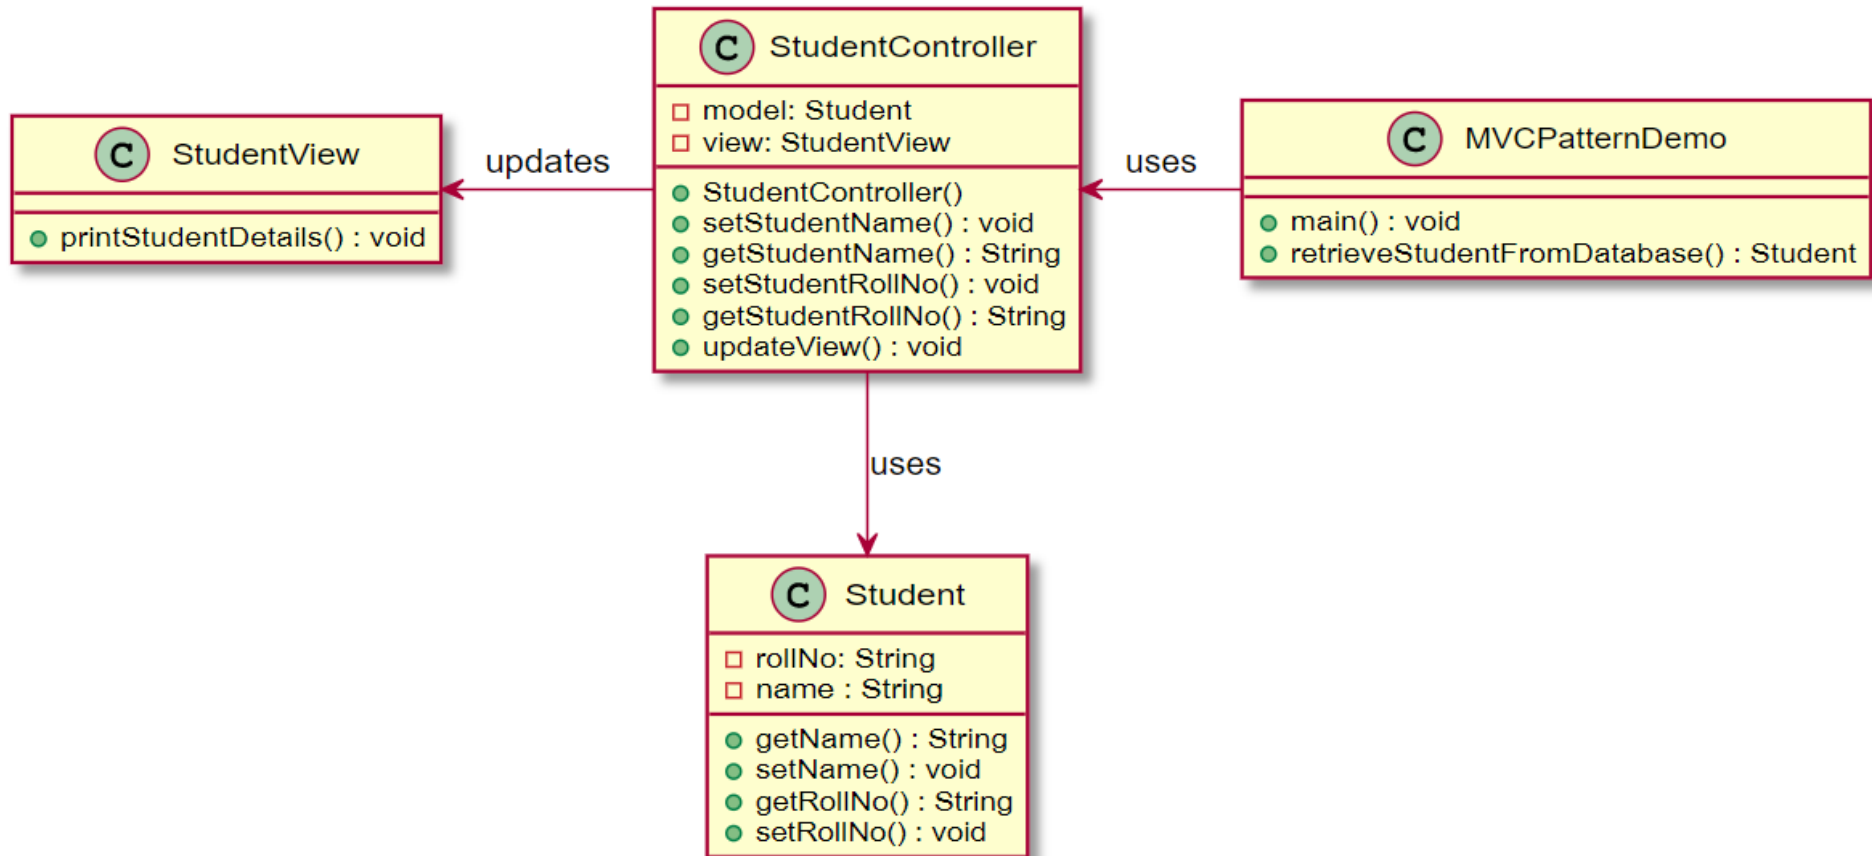 C StudentController
model: Student
view: StudentView
StudentController()
setStudentName() : void
getStudentName() : String
setStudentRollNo() : void
getStudentRollNo() : String
updateView() : void
C StudentView
printStudentDetails() : void
updates
uses
C MVCPatternDemo
main() : void
retrieveStudentFromDatabase() : Student
uses
C Student
rollNo: String
name : String
getName() : String
setName() : void
getRollNo() : String
setRollNo() : void